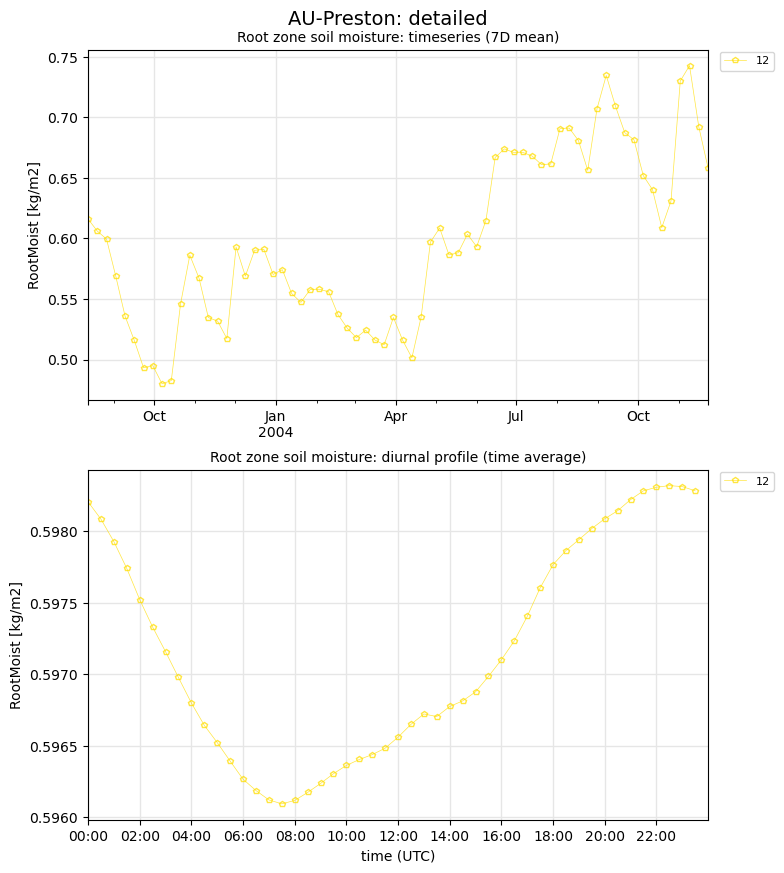 AU-Preston: detailed
Root zone soil moisture: timeseries (7D mean)
12
RootMoist [kg/m2]
0.75
0.70
0.65
0.60
0.55
0.50
Oct Jan Apr Jul Oct
2004
Root zone soil moisture: diurnal profile (time average)
12
RootMoist [kg/m2]
0.5980
0.5975
0.5970
0.5965
0.5960
00:00 02:00 04:00 06:00 08:00 10:00 12:00 14:00 16:00 18:00 20:00 22:00
time (UTC)